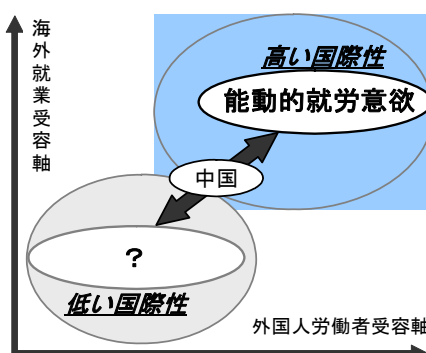 海外就業受容軸
高い国際性
能動的就労意欲
中国
？
低い国際性
外国人労働者受容軸